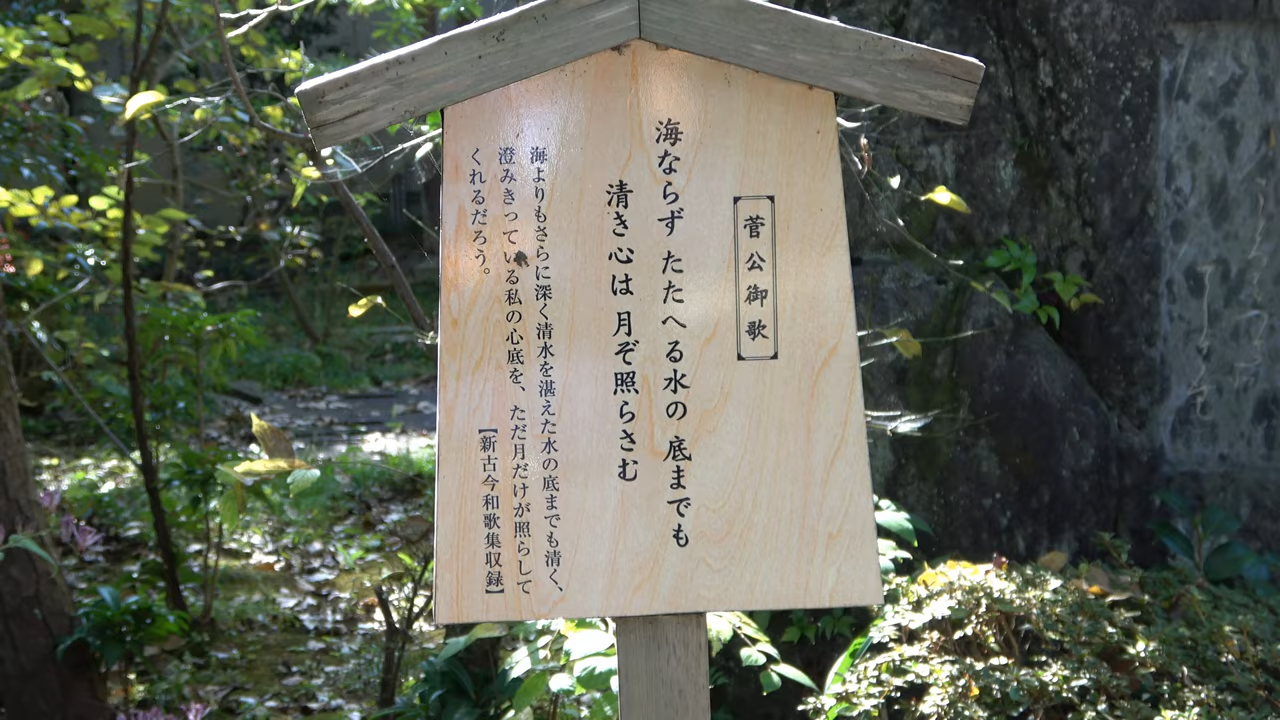 菅公御歌
海ならず たたへる水の 底までも
清き心は 月ぞ照らさむ
海よりもさらに深く清水を湛えた水の底までも清く、
澄みきっている私の心底を、ただ月だけが照らして
くれるだろう。
【新古今和歌集収録】